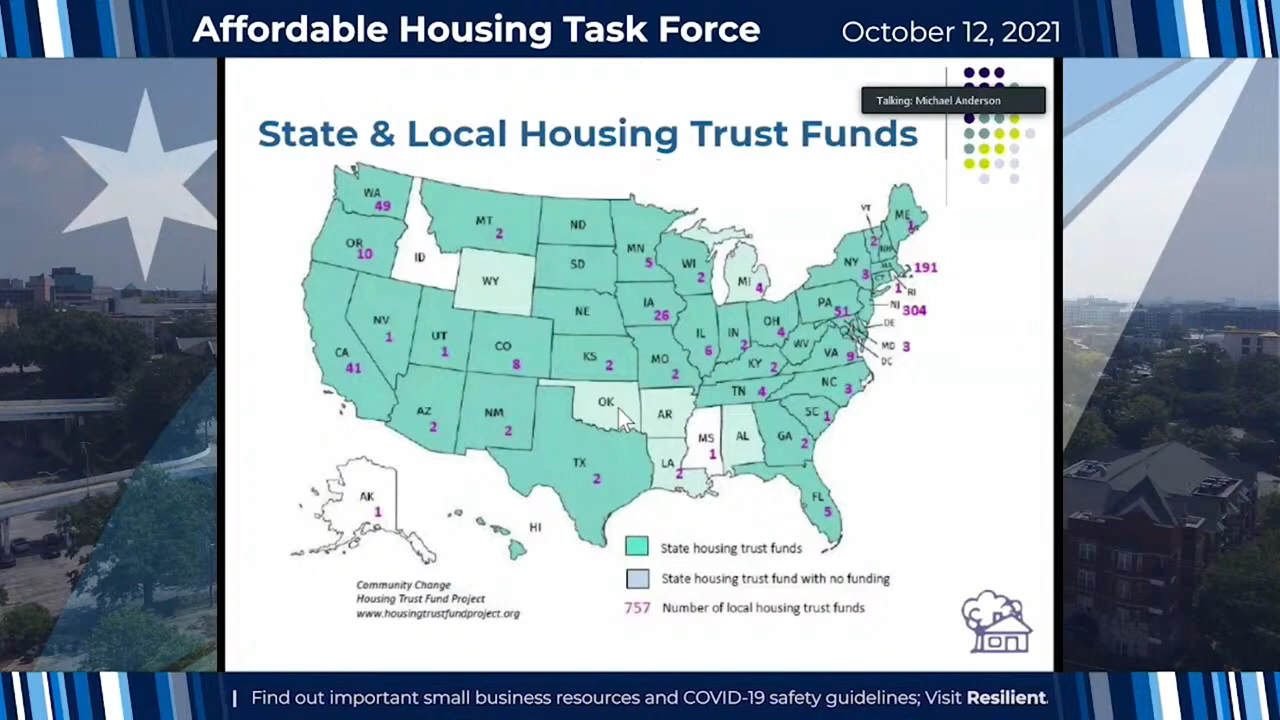 Affordable Housing Task Force
October 12, 2021
Talking: Michael Anderson
State & Local Housing Trust Funds
WA
49
MT
2
ND
MN
5
VT
2
ME
1
NH
OR
10
ID
WY
SD
WI
2
MI
4
NY
3
MA
191
CT
1
RI
NV
1
UT
1
CO
8
NE
IA
26
IL
6
IN
2
OH
4
PA
51
NJ
304
DE
MD
3
DC
CA
41
KS
2
MO
2
KY
2
WV
VA
9
AZ
2
NM
2
OK
AR
TN
4
NC
3
SC
1
TX
2
LA
2
MS
1
AL
GA
2
FL
5
AK
1
HI
State housing trust funds
State housing trust fund with no funding
757 Number of local housing trust funds
Community Change
Housing Trust Fund Project
www.housingtrustfundproject.org
| Find out important small business resources and COVID-19 safety guidelines; Visit Resilient.